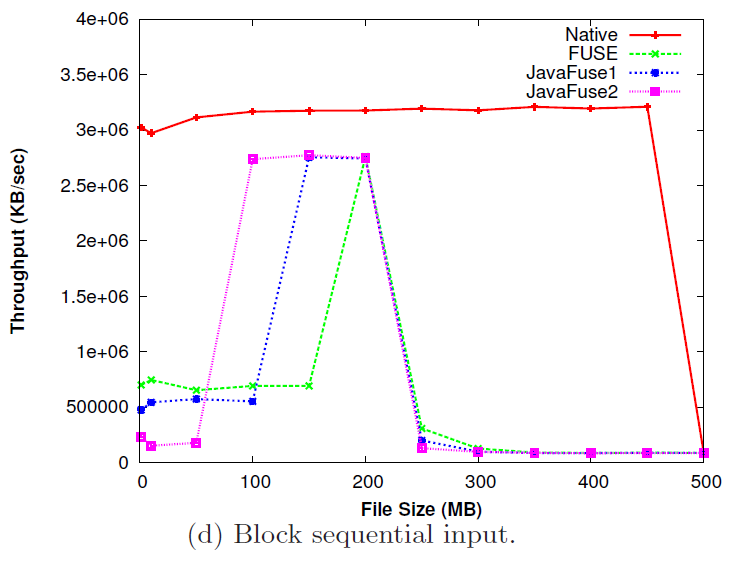 4e+06
3.5e+06
3e+06
2.5e+06
2e+06
1.5e+06
1e+06
500000
0
Throughput (KB/sec)
Native
FUSE
JavaFuse1
JavaFuse2
0 100 200 300 400 500
File Size (MB)
(d) Block sequential input.